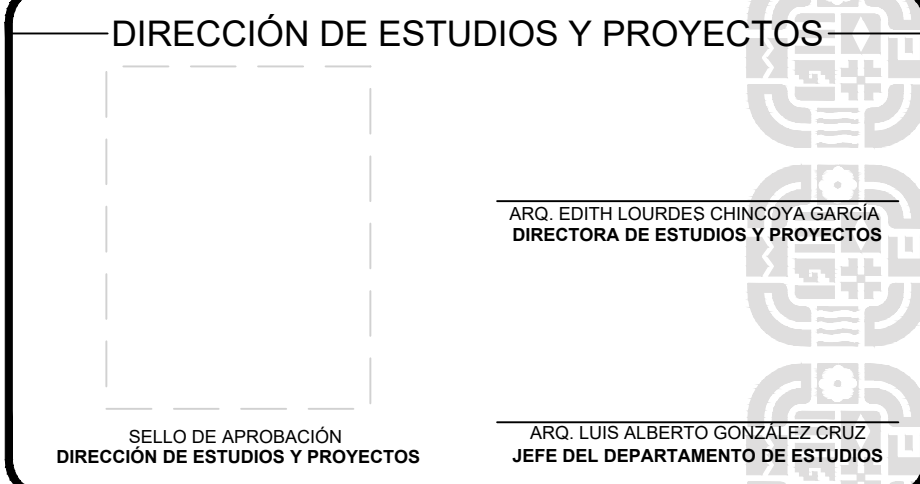 DIRECCIÓN DE ESTUDIOS Y PROYECTOS
ARQ. EDITH LOURDES CHINCOYA GARCÍA
DIRECTORA DE ESTUDIOS Y PROYECTOS
SELLO DE APROBACIÓN
DIRECCIÓN DE ESTUDIOS Y PROYECTOS
ARQ. LUIS ALBERTO GONZÁLEZ CRUZ
JEFE DEL DEPARTAMENTO DE ESTUDIOS